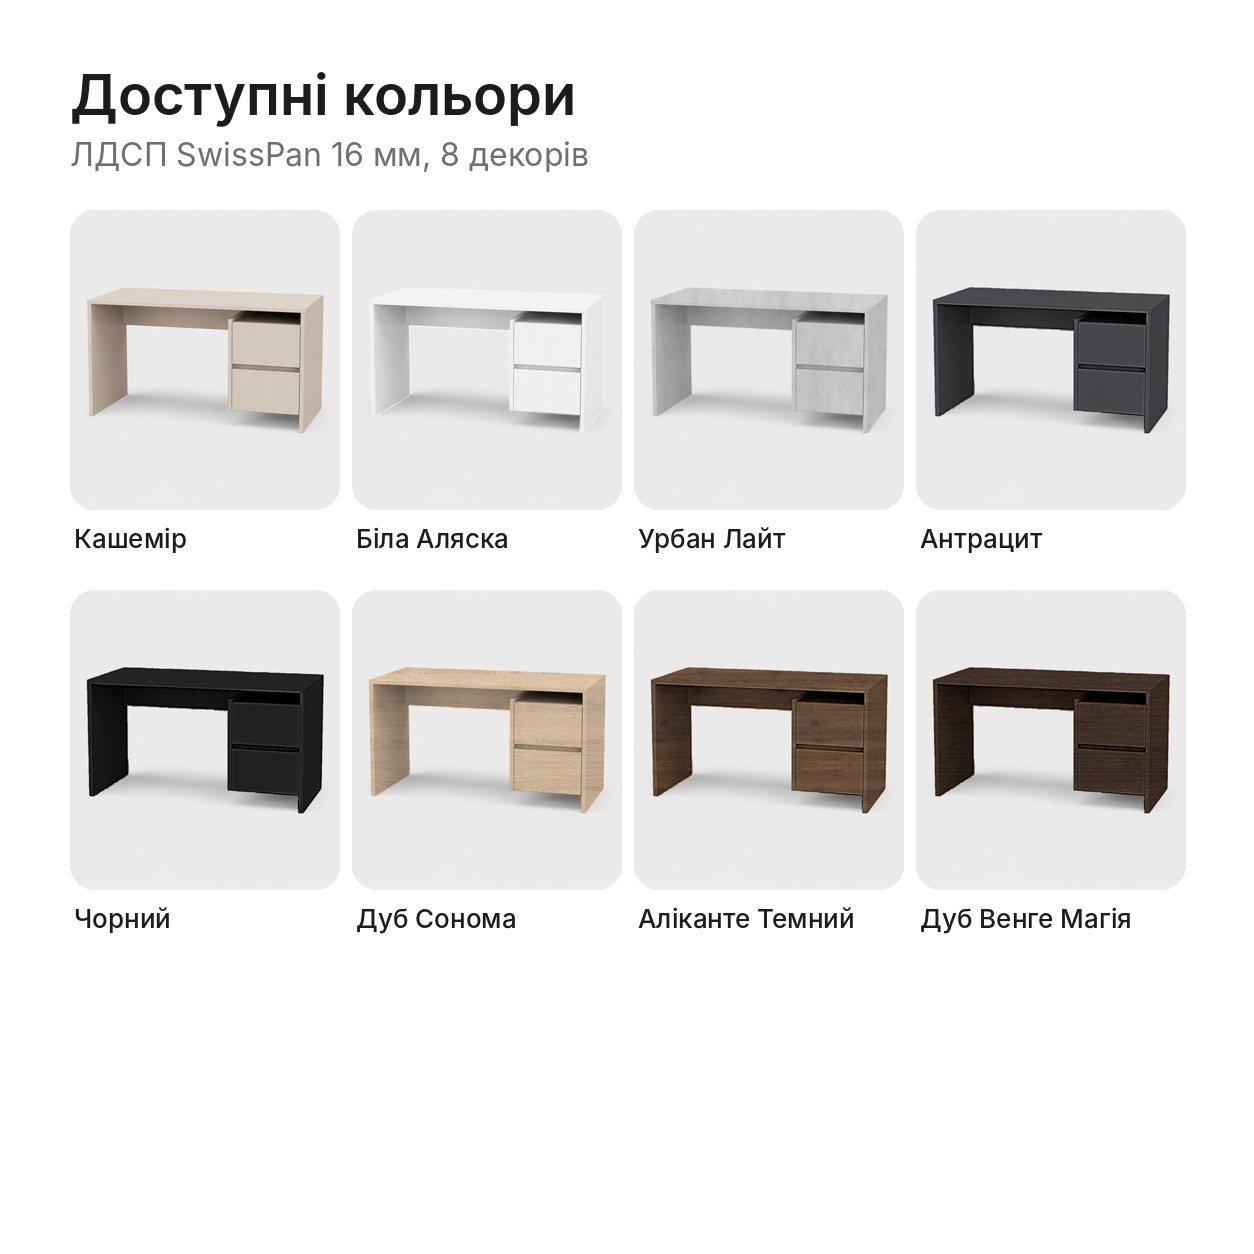 Доступні кольори
ЛДСП SwissPan 16 мм, 8 декорів
Кашемір
Біла Аляска
Урбан Лайт
Антрацит
Чорний
Дуб Сонома
Аліканте Темний
Дуб Венге Магія